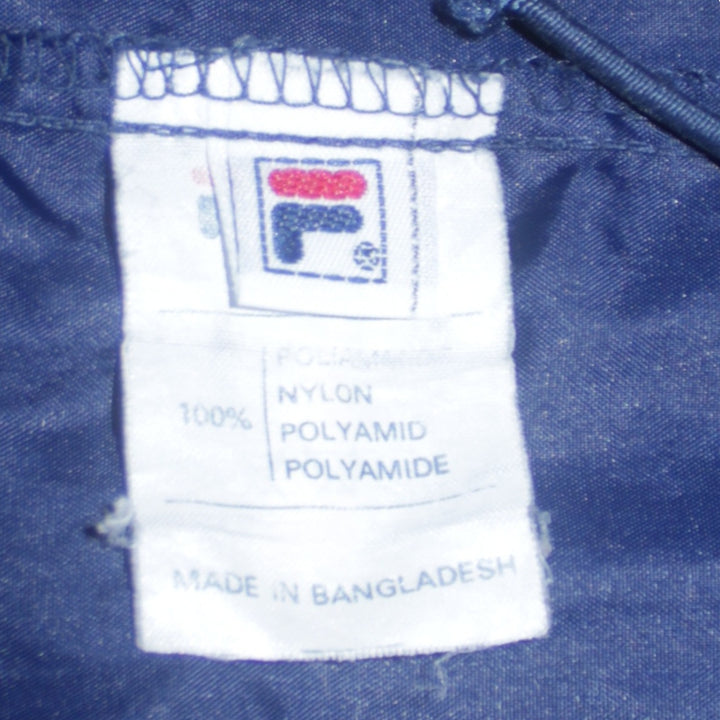 F
100%
NYLON
POLYAMID
POLYAMIDE
MADE IN BANGLADESH